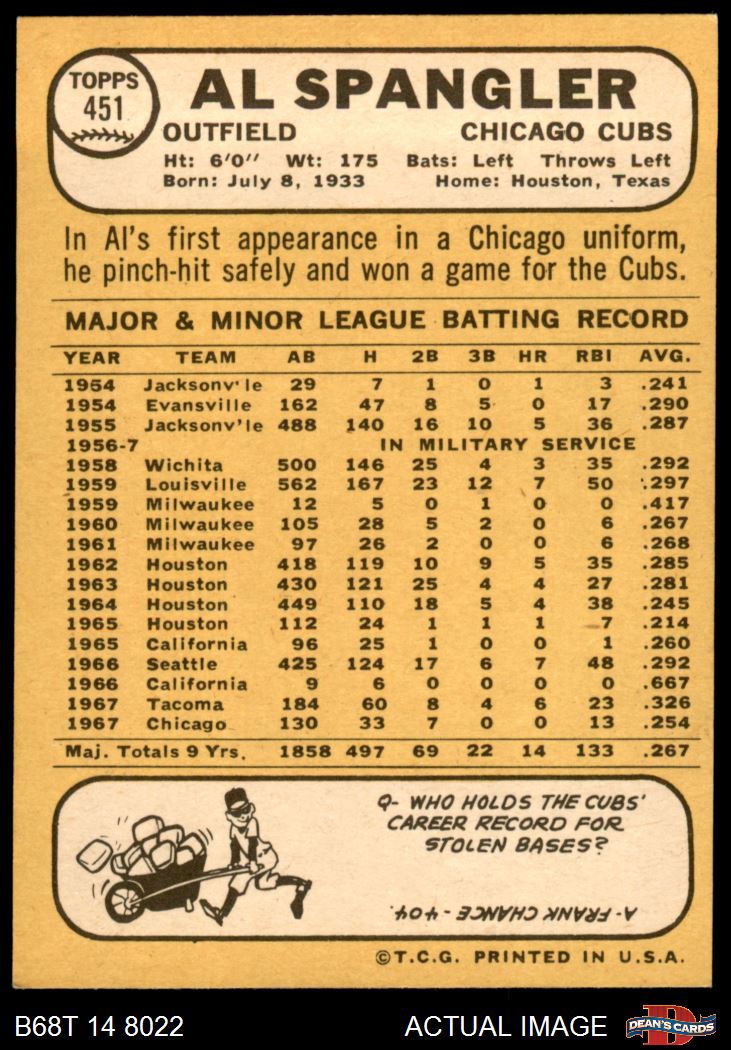 TOPPS
451
AL SPANGLER
OUTFIELD CHICAGO CUBS
Ht: 6'0" Wt: 175 Bats: Left Throws Left
Born: July 8, 1933 Home: Houston, Texas
In Al's first appearance in a Chicago uniform,
he pinch-hit safely and won a game for the Cubs.
MAJOR & MINOR LEAGUE BATTING RECORD
YEAR TEAM AB H 2B 3B HR RBI AVG.
1954 Jacksonv'le 29 7 1 0 1 3 .241
1954 Evansville 162 47 8 5 0 17 .290
1955 Jacksonv'le 488 140 16 10 5 36 .287
1956-7 IN MILITARY SERVICE
1958 Wichita 500 146 25 4 3 35 .292
1959 Louisville 562 167 23 12 7 50 .297
1959 Milwaukee 12 5 0 1 0 0 .417
1960 Milwaukee 105 28 5 2 0 6 .267
1961 Milwaukee 97 26 2 0 0 6 .268
1962 Houston 418 119 10 9 5 35 .285
1963 Houston 430 121 25 4 4 27 .281
1964 Houston 449 110 18 5 4 38 .245
1965 Houston 112 24 1 1 1 7 .214
1965 California 96 25 1 0 0 1 .260
1966 Seattle 425 124 17 6 7 48 .292
1966 California 9 6 0 0 0 0 .667
1967 Tacoma 184 60 8 4 6 23 .326
1967 Chicago 130 33 7 0 0 13 .254
Maj. Totals 9 Yrs. 1858 497 69 22 14 133 .267
Q- WHO HOLDS THE CUBS'
CAREER RECORD FOR
STOLEN BASES?
A- FRANK CHANCE - 404.
©T.C.G. PRINTED IN U.S.A.
B68T 14 8022 ACTUAL IMAGE DEAN'S CARDS